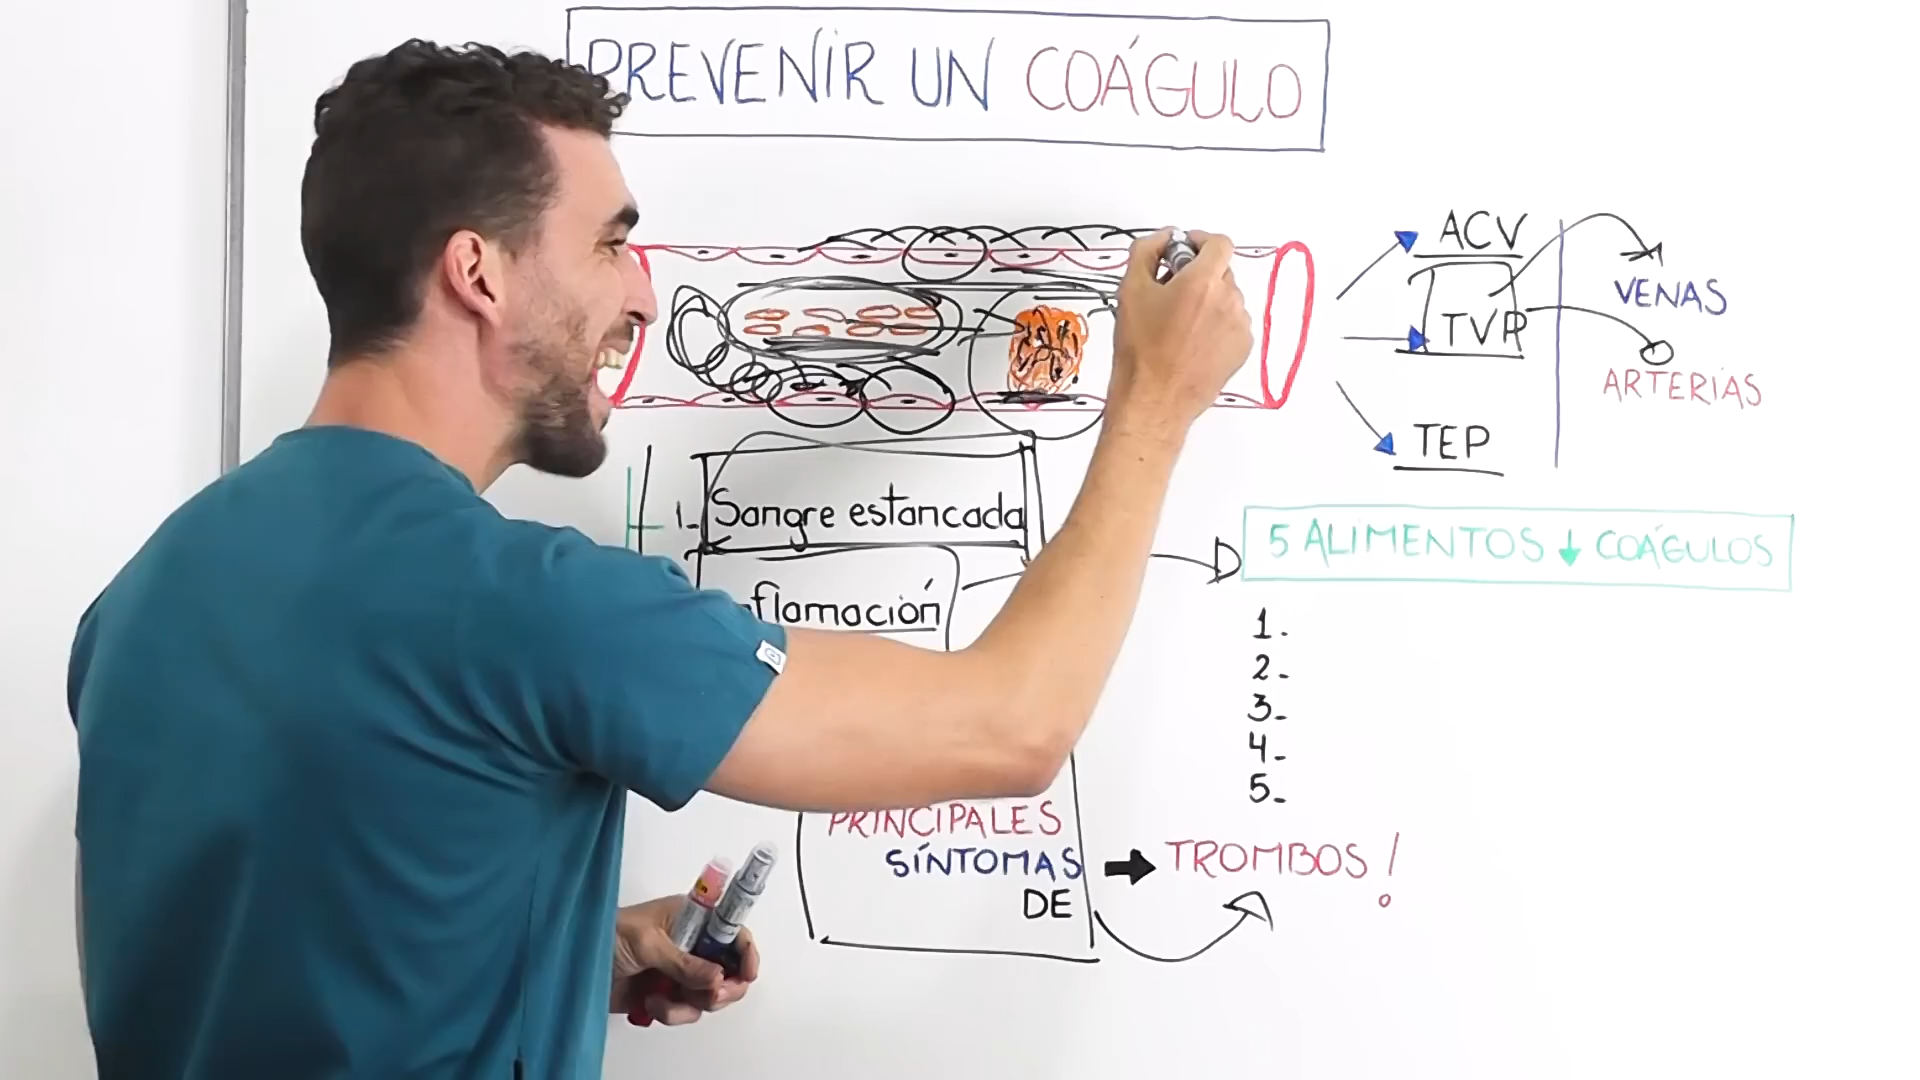 PREVENIR UN COÁGULO
ACV
TVP
TEP
VENAS
ARTERIAS
1- Sangre estancada
nflamación
5 ALIMENTOS ↓ COÁGULOS
1.
2.
3.
4.
5.
PRINCIPALES
SÍNTOMAS
DE
TROMBOS!